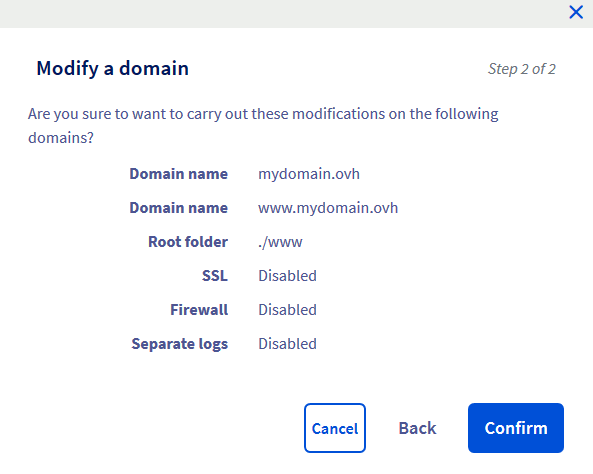 Modify a domain
Step 2 of 2
Are you sure to want to carry out these modifications on the following
domains?
Domain name mydomain.ovh
Domain name www.mydomain.ovh
Root folder ./www
SSL Disabled
Firewall Disabled
Separate logs Disabled
Cancel Back Confirm